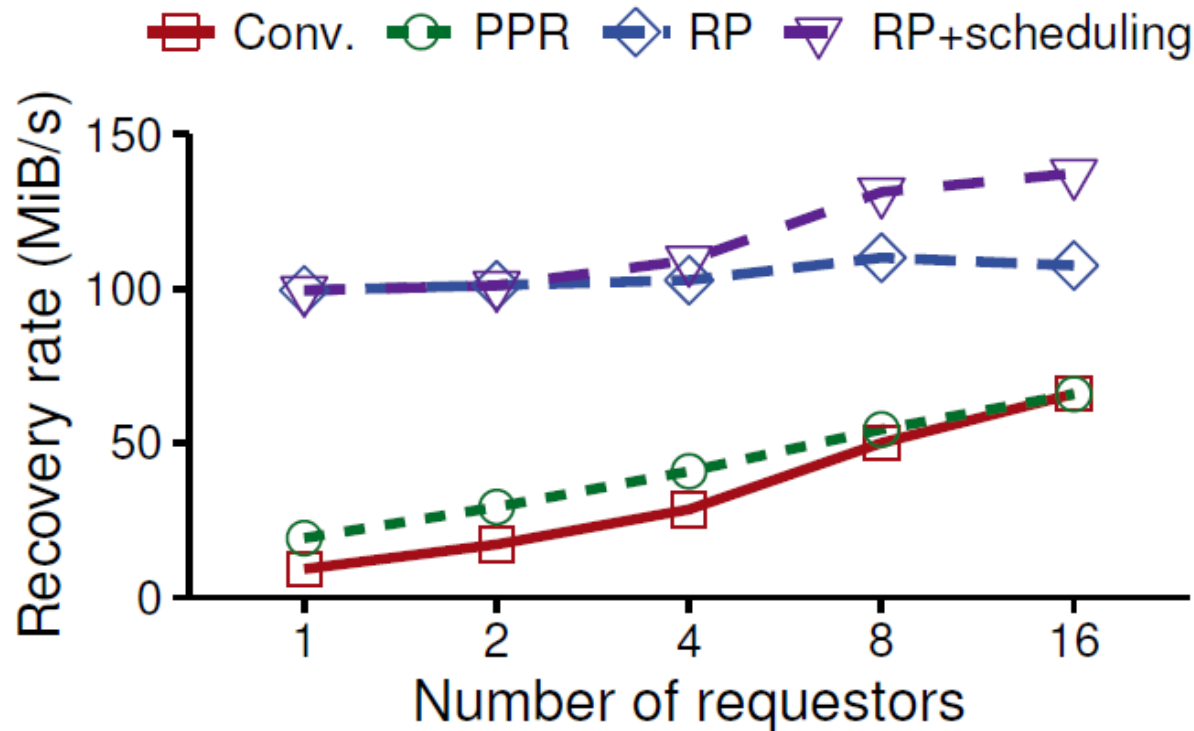 Conv. PPR RP RP+scheduling
Recovery rate (MiB/s)
150
100
50
0
1 2 4 8 16
Number of requestors